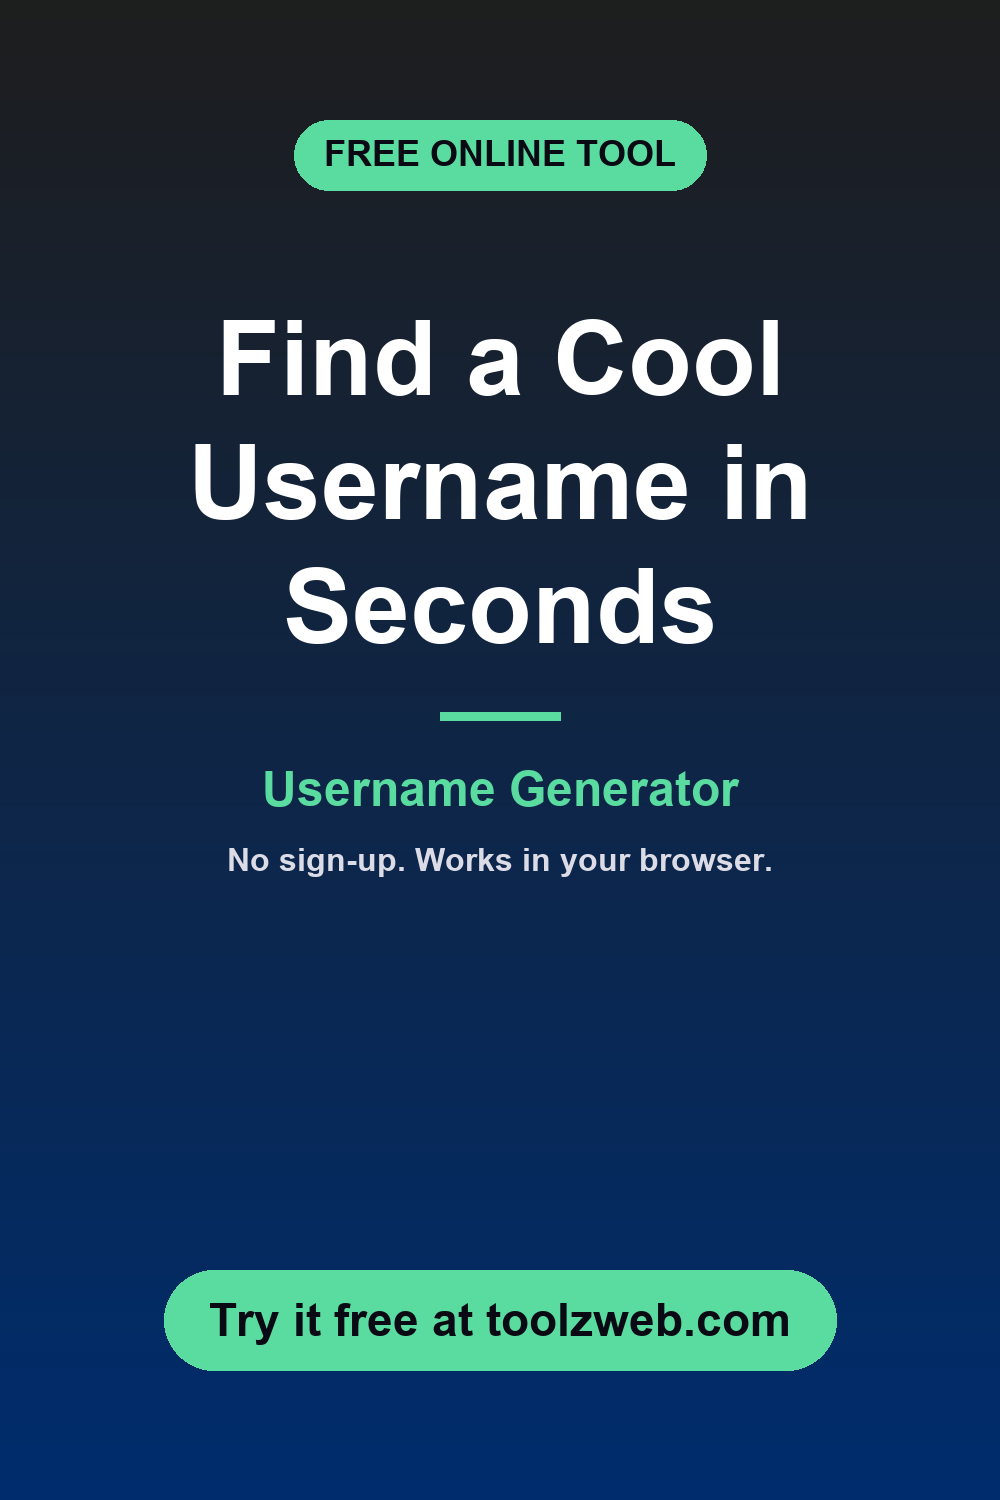 FREE ONLINE TOOL
Find a Cool
Username in
Seconds
Username Generator
No sign-up. Works in your browser.
Try it free at toolzweb.com